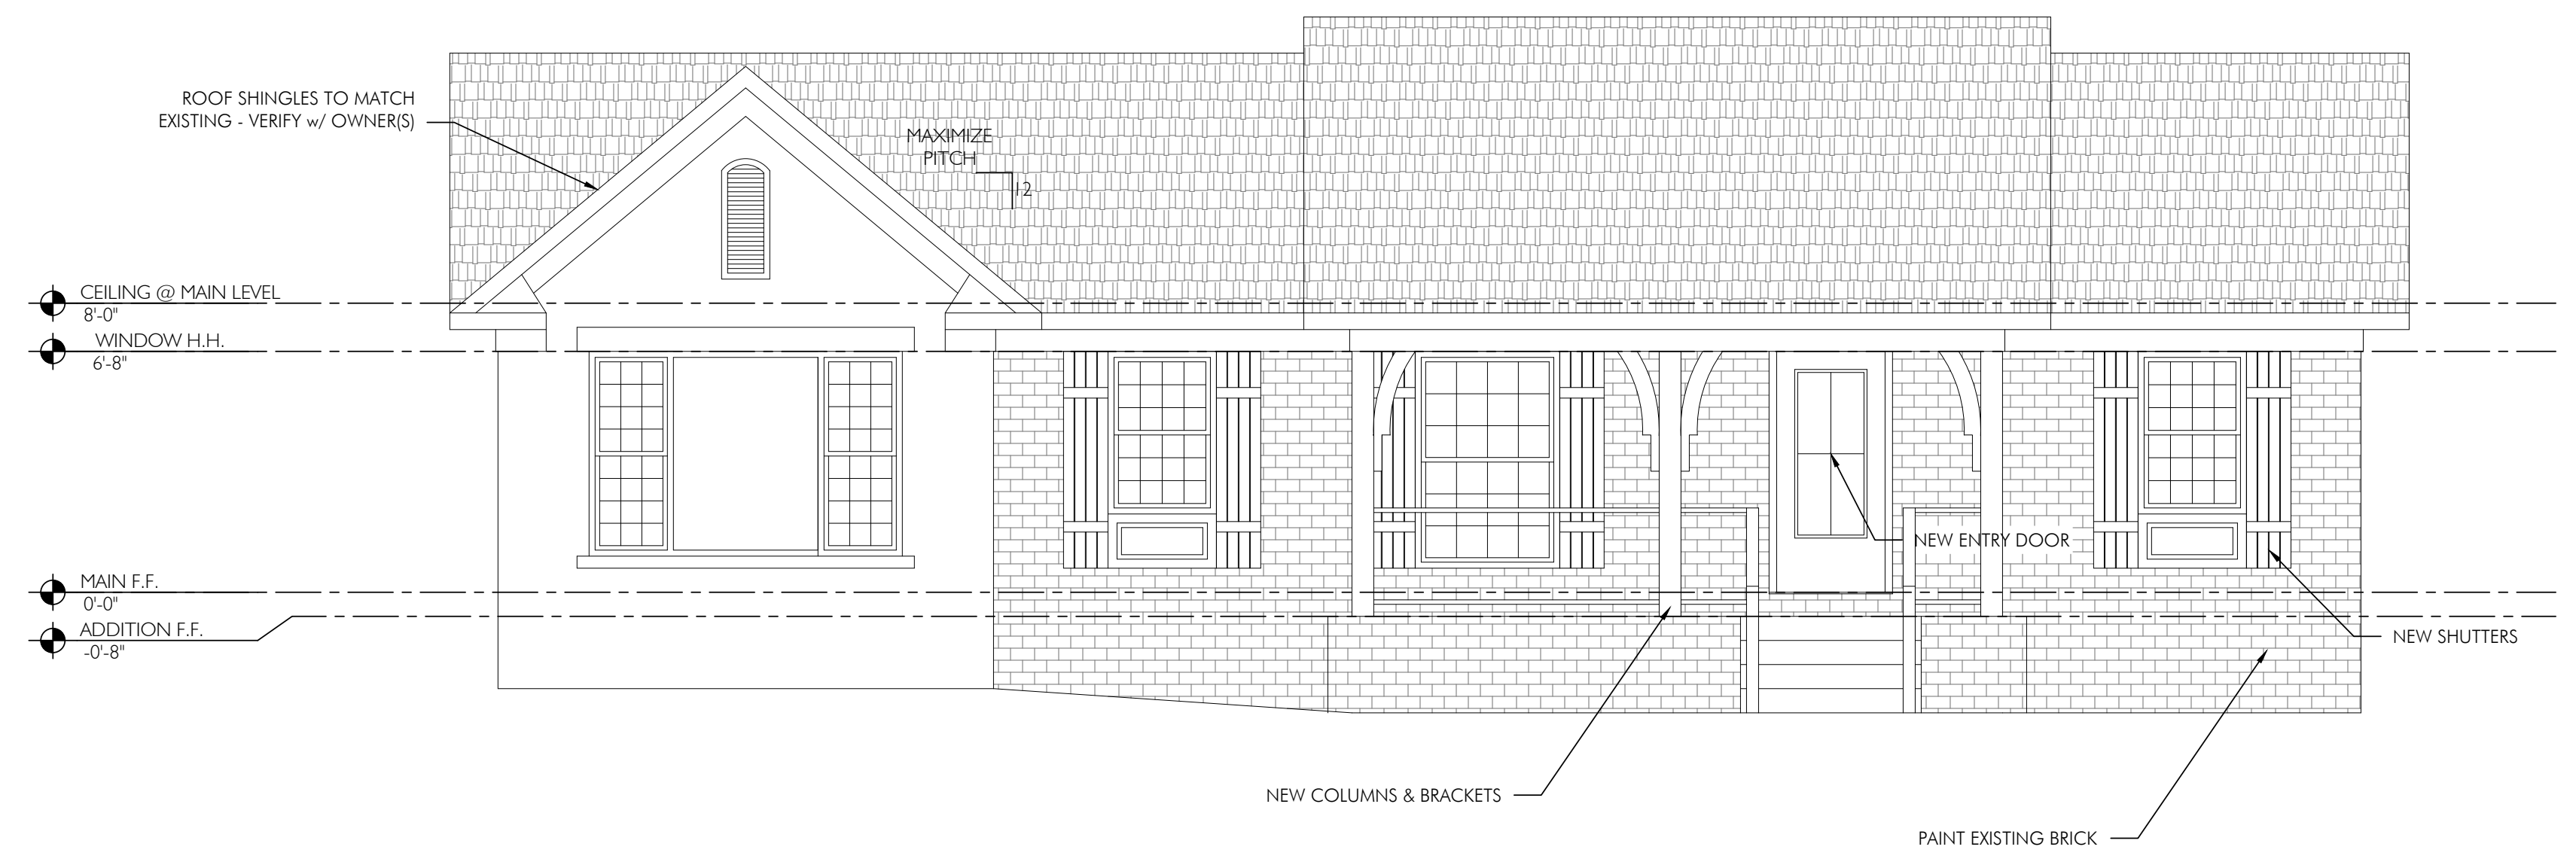 ROOF SHINGLES TO MATCH
EXISTING - VERIFY w/ OWNER(S)
MAXIMIZE
PITCH
12
CEILING @ MAIN LEVEL
8'-0"
WINDOW H.H.
6'-8"
NEW ENTRY DOOR
MAIN F.F.
0'-0"
ADDITION F.F.
-0'-8"
NEW SHUTTERS
NEW COLUMNS & BRACKETS
PAINT EXISTING BRICK